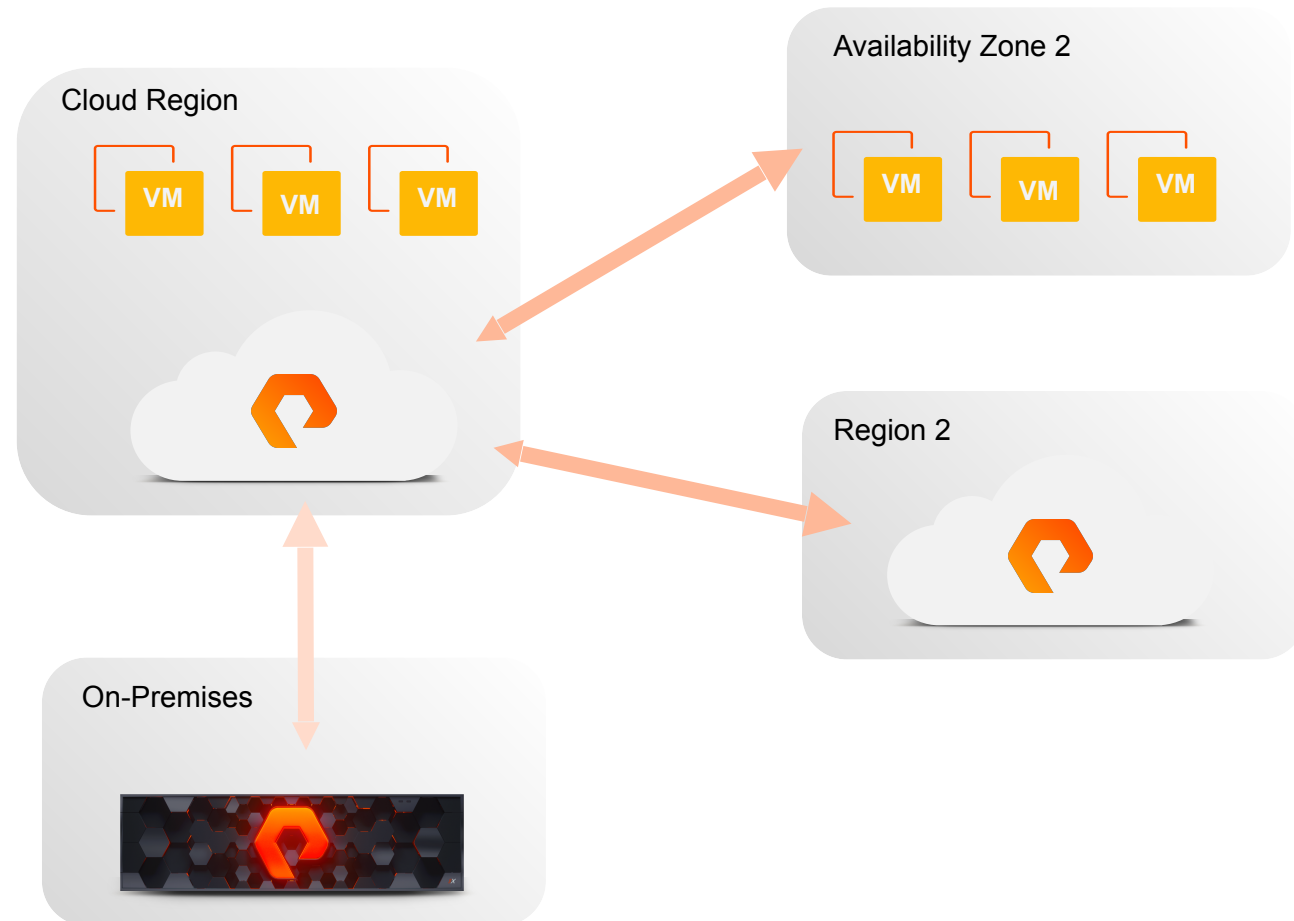 Cloud Region
VM
VM
VM
Availability Zone 2
VM
VM
VM
Region 2
On-Premises